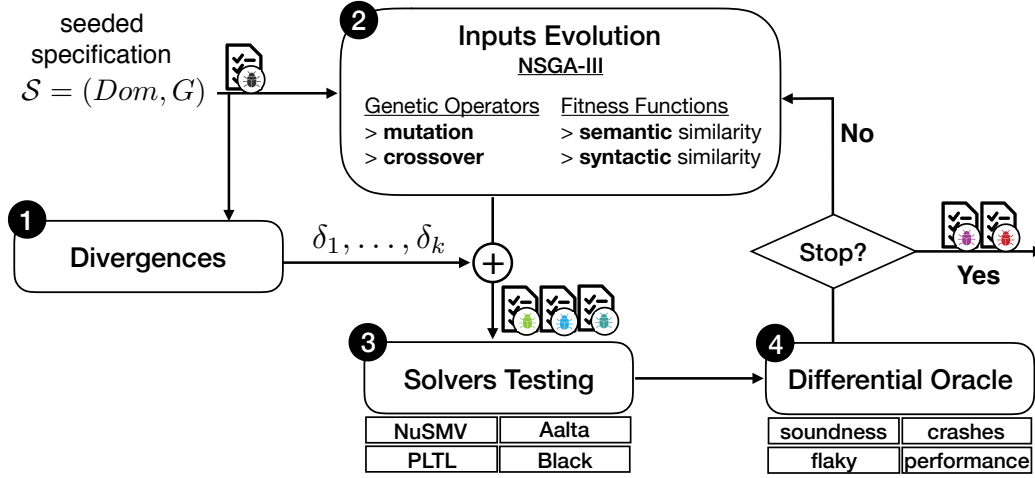 seeded
specification
S = (Dom, G)
2
Inputs Evolution
NSGA-III
Genetic Operators
> mutation
> crossover
Fitness Functions
> semantic similarity
> syntactic similarity
No
1
Divergences
δ₁, . . . , δₖ
+
Stop?
Yes
3
Solvers Testing
NuSMV
Aalta
PLTL
Black
4
Differential Oracle
soundness
crashes
flaky
performance